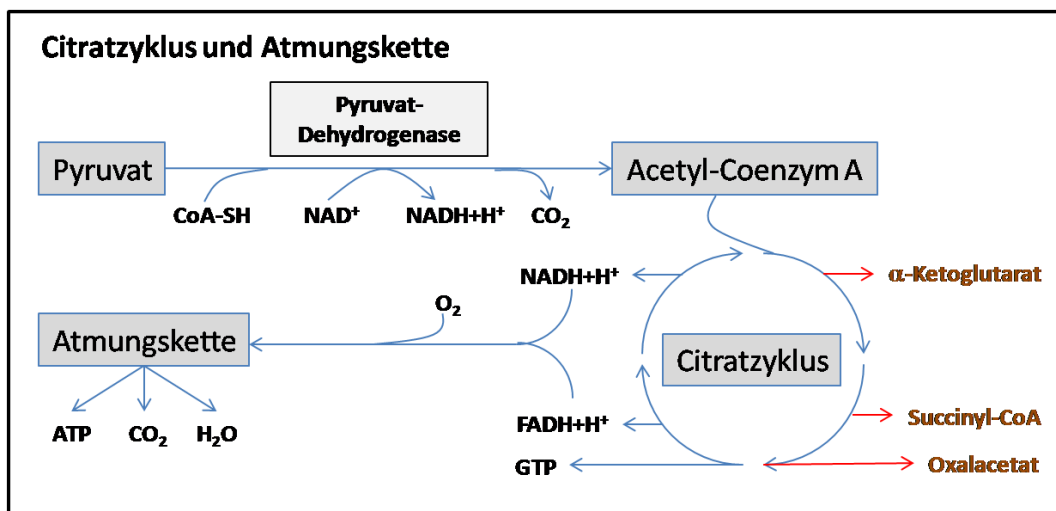 Citratzyklus und Atmungskette
Pyruvat-
Dehydrogenase
Pyruvat
Acetyl-Coenzym A
CoA-SH
NAD⁺
NADH+H⁺
CO₂
NADH+H⁺
α-Ketoglutarat
O₂
Atmungskette
Citratzyklus
ATP
CO₂
H₂O
FADH+H⁺
Succinyl-CoA
GTP
Oxalacetat